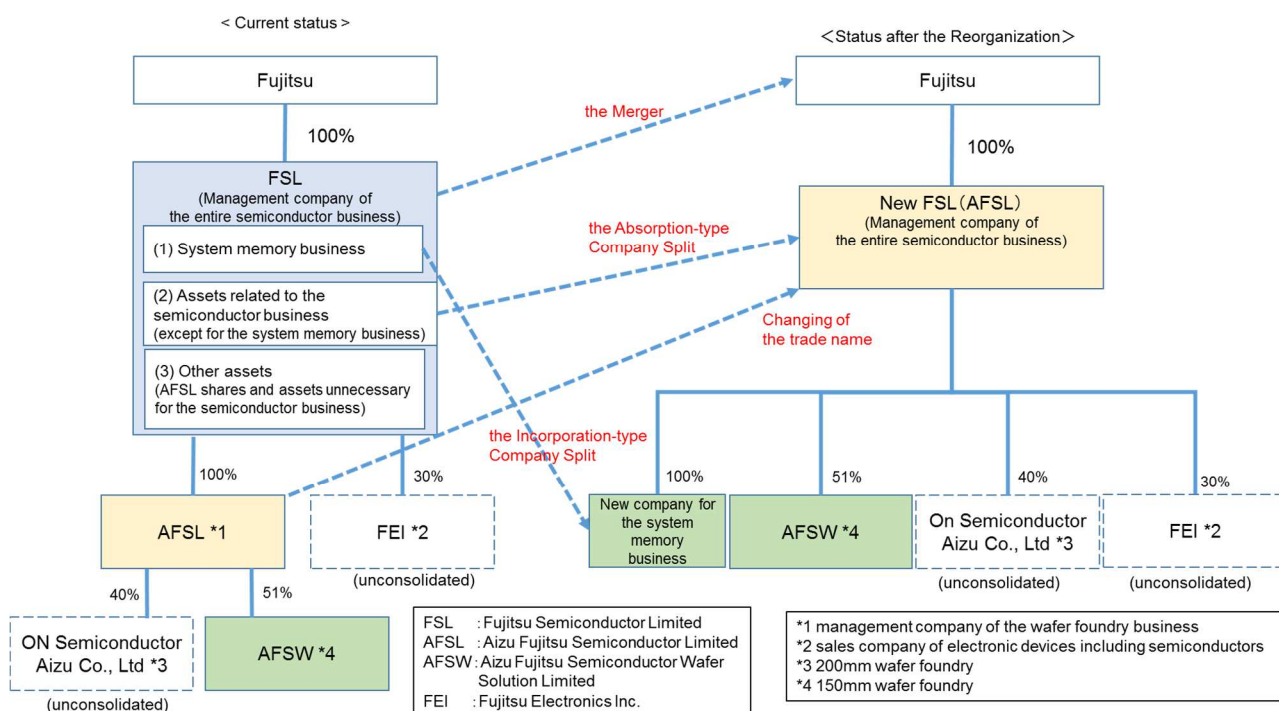 < Current status >
Fujitsu
100%
FSL
(Management company of
the entire semiconductor business)
(1) System memory business
(2) Assets related to the
semiconductor business
(except for the system memory business)
(3) Other assets
(AFSL shares and assets unnecessary
for the semiconductor business)
100%
30%
AFSL *1
FEI *2
(unconsolidated)
40%
51%
ON Semiconductor
Aizu Co., Ltd *3
(unconsolidated)
AFSW *4
the Merger
the Absorption-type
Company Split
Changing of
the trade name
the Incorporation-type
Company Split
<Status after the Reorganization>
Fujitsu
100%
New FSL(AFSL)
(Management company of
the entire semiconductor business)
100%
51%
40%
30%
New company for
the system
memory
business
AFSW *4
On Semiconductor
Aizu Co., Ltd *3
(unconsolidated)
FEI *2
(unconsolidated)
FSL : Fujitsu Semiconductor Limited
AFSL : Aizu Fujitsu Semiconductor Limited
AFSW : Aizu Fujitsu Semiconductor Wafer
Solution Limited
FEI : Fujitsu Electronics Inc.
*1 management company of the wafer foundry business
*2 sales company of electronic devices including semiconductors
*3 200mm wafer foundry
*4 150mm wafer foundry